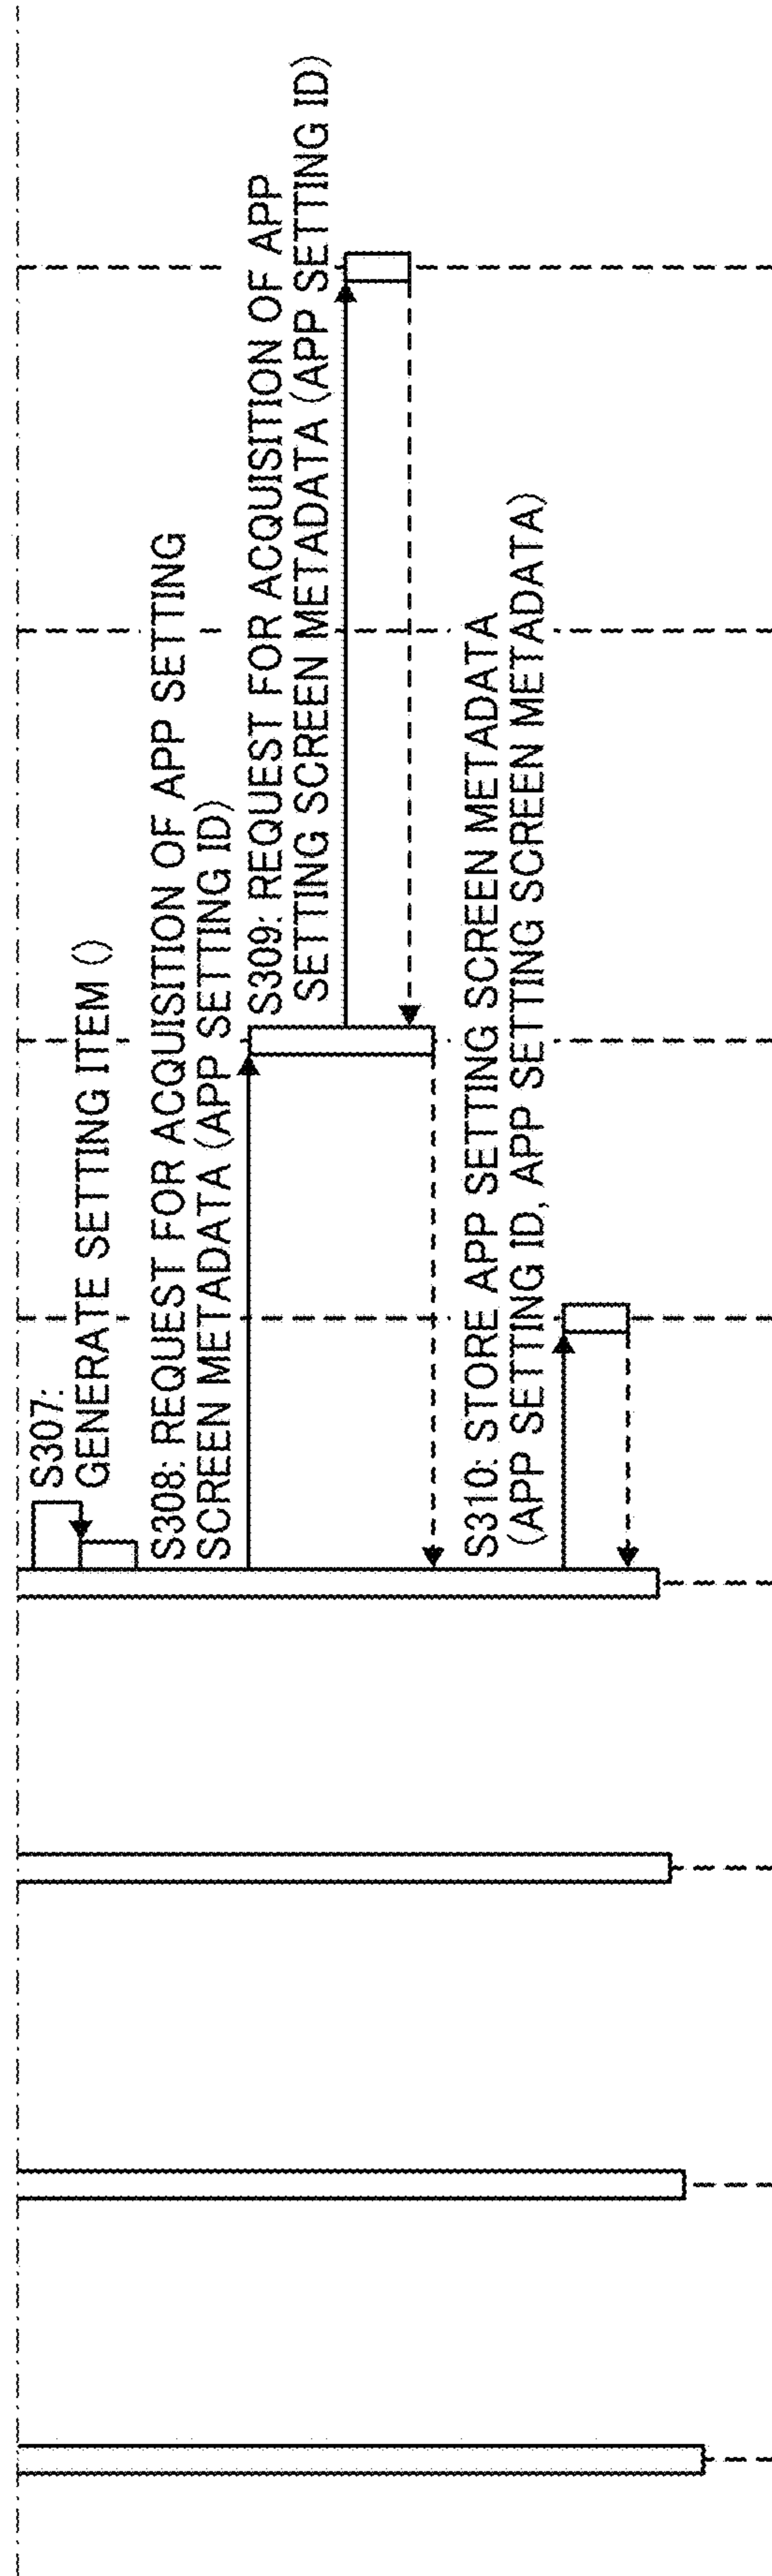 S307:
GENERATE SETTING ITEM ()
S308: REQUEST FOR ACQUISITION OF APP SETTING
SCREEN METADATA (APP SETTING ID)
S309: REQUEST FOR ACQUISITION OF APP
SETTING SCREEN METADATA (APP SETTING ID)
S310: STORE APP SETTING SCREEN METADATA
(APP SETTING ID, APP SETTING SCREEN METADATA)